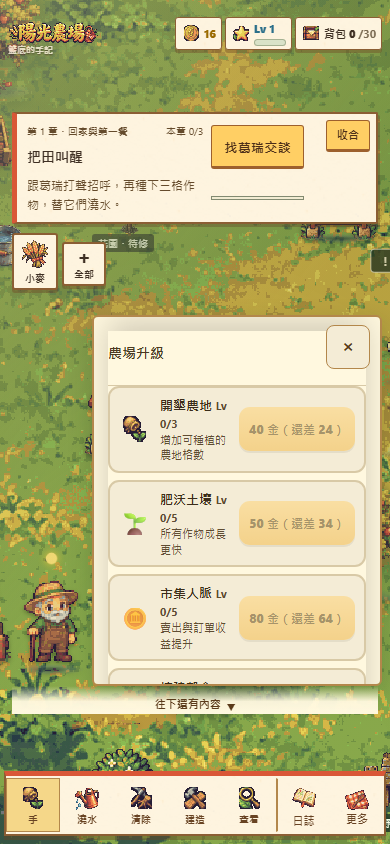 陽光農場
籃底的手記
16
Lv 1
背包 0 /30
第 1 章 · 回家與第一餐
本章 0/3
把田叫醒
跟葛瑞打聲招呼，再種下三格作
物，替它們澆水。
找葛瑞交談
收合
花園 · 待修
小麥
+
全部
!
農場升級
×
開墾農地 Lv
0/3
增加可種植的
農地格數
40 金（還差 24）
肥沃土壤 Lv
0/5
所有作物成長
更快
50 金（還差 34）
市集人脈 Lv
0/5
賣出與訂單收
益提升
80 金（還差 64）
往下還有內容 ▼
手
澆水
清除
建造
查看
日誌
更多